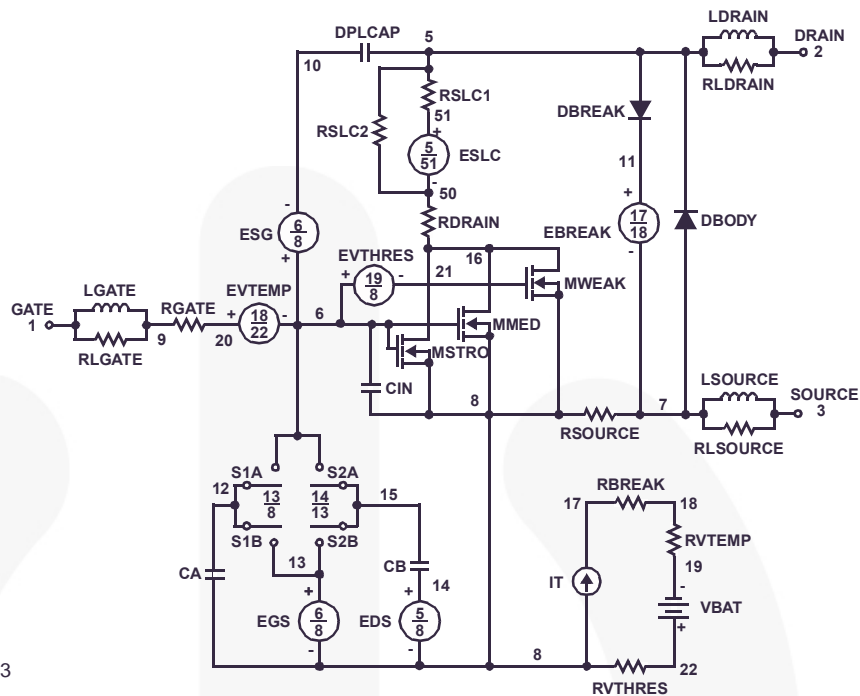 LDRAIN
DPLCAP
5
DRAIN
2
10
RLDRAIN
RSLC1
DBREAK
51
RSLC2
+
5
51
ESLC
11
-
50
-
+
17
18
DBODY
6
8
ESG
RDRAIN
EBREAK
+
EVTHRES
16
-
21
+
19
8
-
MWEAK
LGATE
GATE
1
RGATE
EVTEMP
+
18
22
-
6
MMED
9
20
RLGATE
MSTRO
LSOURCE
CIN
8
7
SOURCE
3
RSOURCE
RLSOURCE
S1A
S2A
12
13
8
14
13
15
RBREAK
17
18
S1B
S2B
RVTEMP
13
CB
CA
14
IT
19
-
+
+
VBAT
EGS
6
8
EDS
5
8
+
-
-
8
22
RVTHRES
3